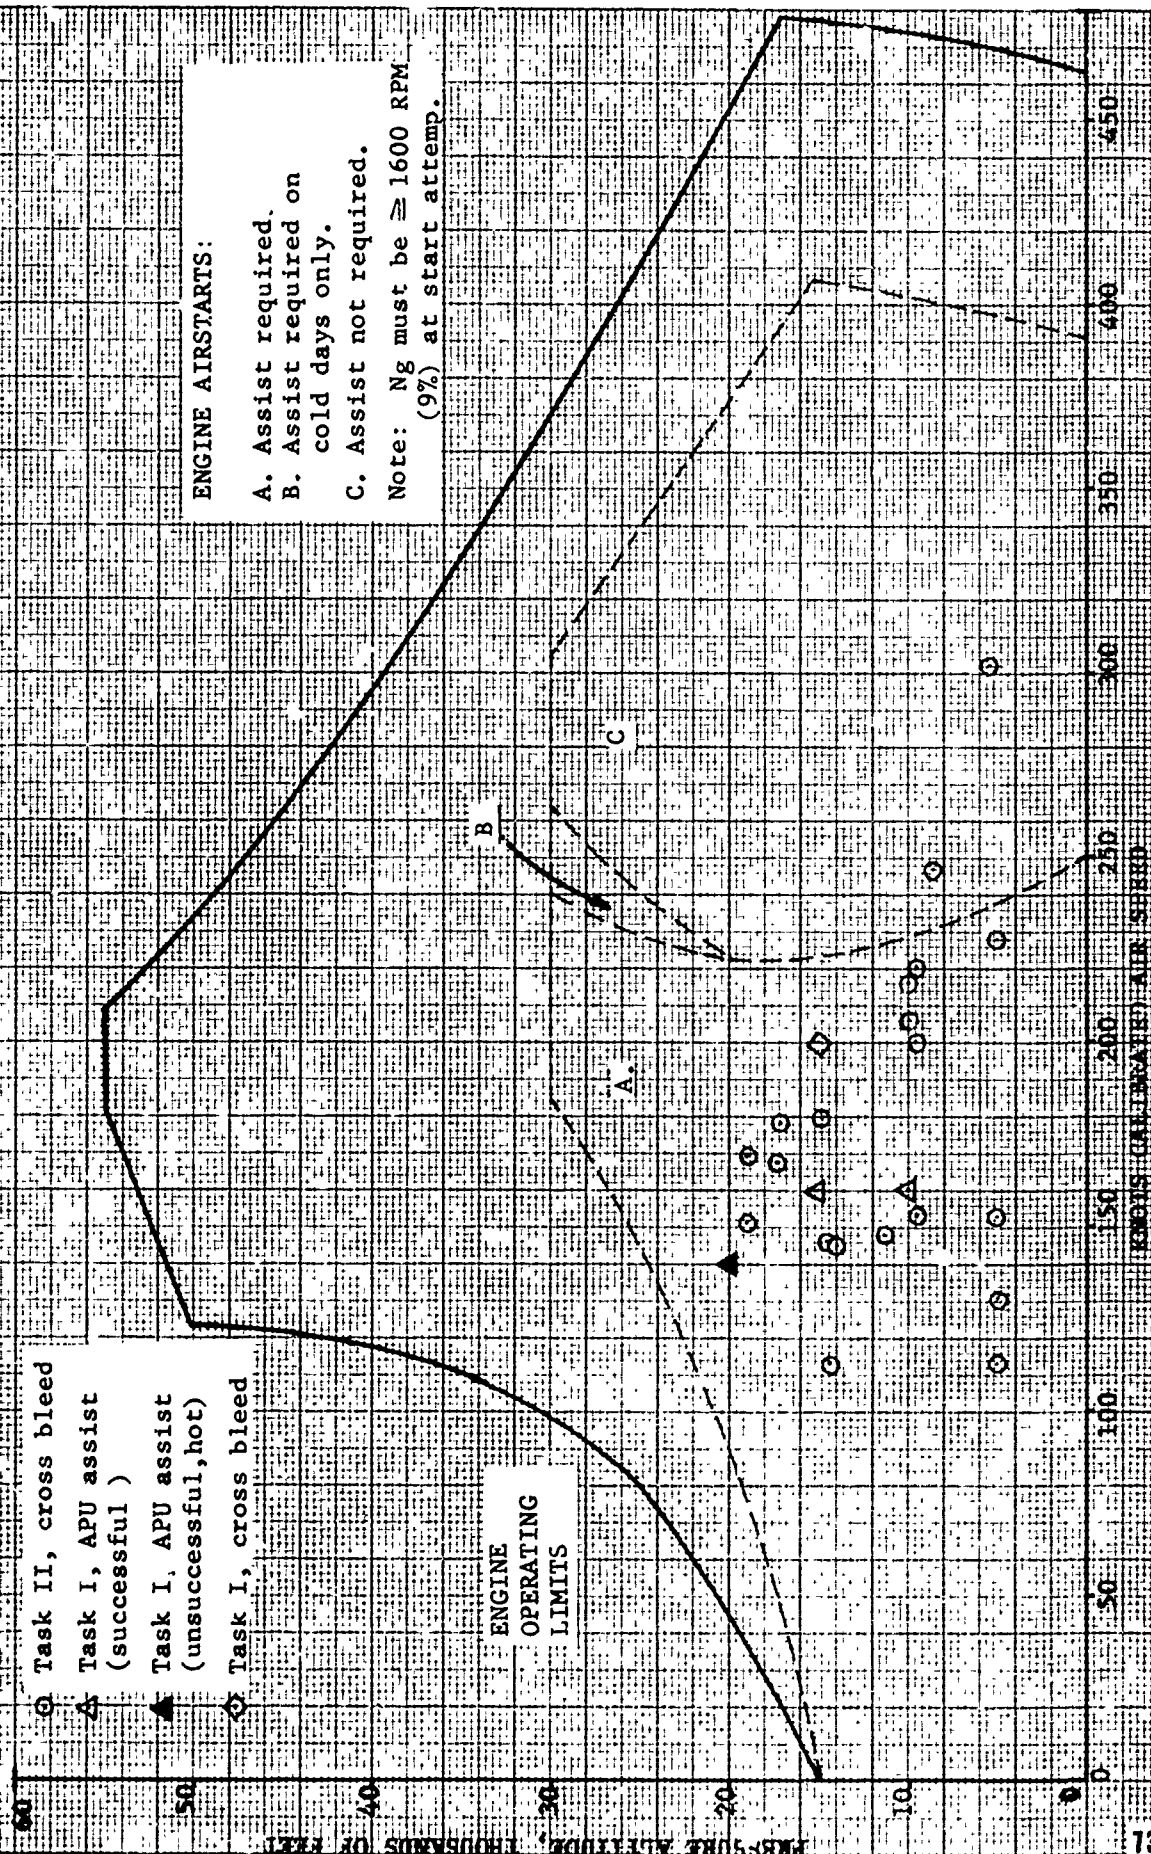 Task II, cross bleed
Task I, APU assist
(successful )
Task I, APU assist
(unsuccessful,hot)
Task I, cross bleed
ENGINE AIRSTARTS:
A. Assist required.
B. Assist required on
cold days only.
C. Assist not required.
Note: Ng must be ≥ 1600 RPM
(9%) at start attemp.
ENGINE
OPERATING
LIMITS
A.
B
C
PRESSURE ALTITUDE, THOUSANDS OF FEET
60
50
40
30
20
10
0
0
50
100
150
200
250
300
350
400
450
KNOTS CALIBRATED AIR SPEED